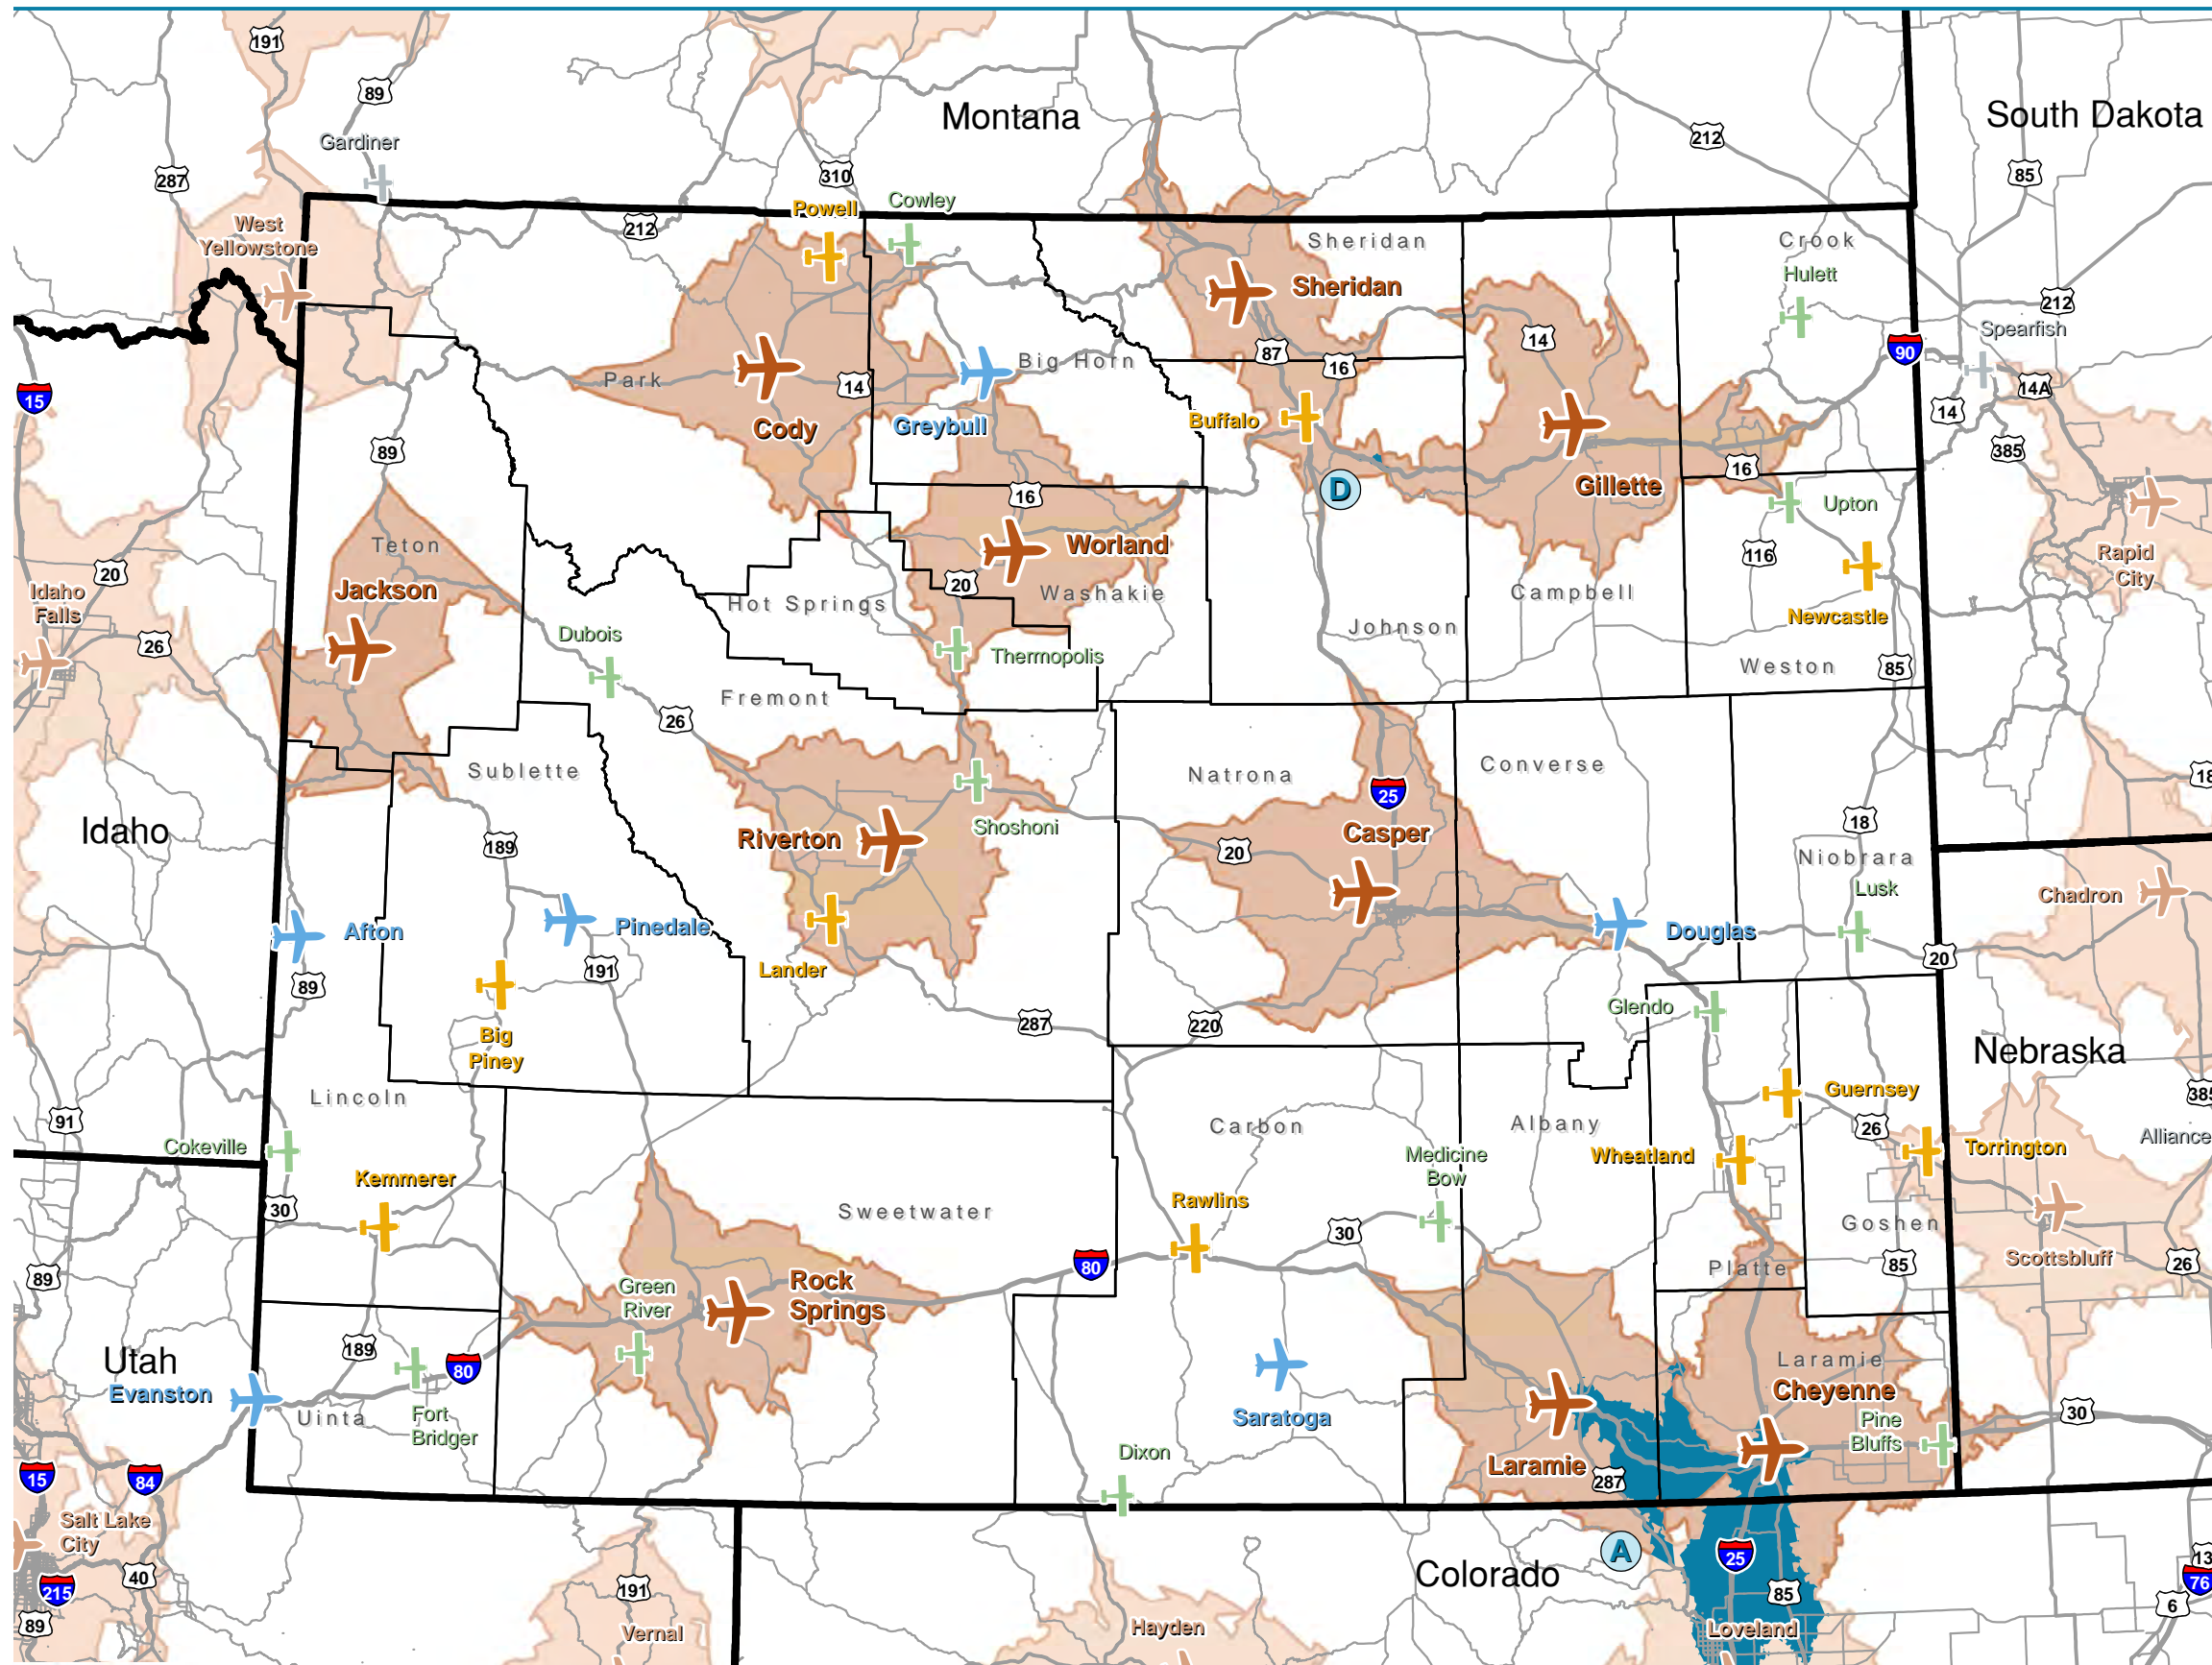 191
89
Montana
South Dakota
212
Gardiner
287
310
85
Powell
Cowley
West
Yellowstone
212
Sheridan
Crook
Hulett
Sheridan
212
Spearfish
14
87
16
90
14A
14
15
Park
14
Big Horn
Cody
Greybull
Buffalo
385
89
16
D
Gillette
16
Upton
Teton
Worland
116
Rapid
City
20
Idaho
Falls
Jackson
20
Washakie
Hot Springs
Campbell
Newcastle
26
Dubois
Johnson
Thermopolis
Weston
85
Fremont
26
Sublette
Natrona
Converse
25
18
Idaho
189
Riverton
Shoshoni
Casper
20
18
Niobrara
Lusk
Chadron
Afton
Pinedale
Douglas
Lander
191
20
89
Glendo
Big
Piney
287
220
Nebraska
Lincoln
Guernsey
385
91
Carbon
Albany
26
Alliance
Cokeville
Medicine
Bow
Wheatland
Torrington
Kemmerer
Rawlins
30
Sweetwater
30
Goshen
Scottsbluff
80
Platte
85
26
89
Green
River
Rock
Springs
189
80
Utah
Evanston
Laramie
Cheyenne
Uinta
Fort
Bridger
Saratoga
Pine
Bluffs
30
Dixon
Laramie
287
15
84
Salt Lake
City
A
25
Colorado
13
76
40
215
191
85
6
89
Vernal
Hayden
Loveland